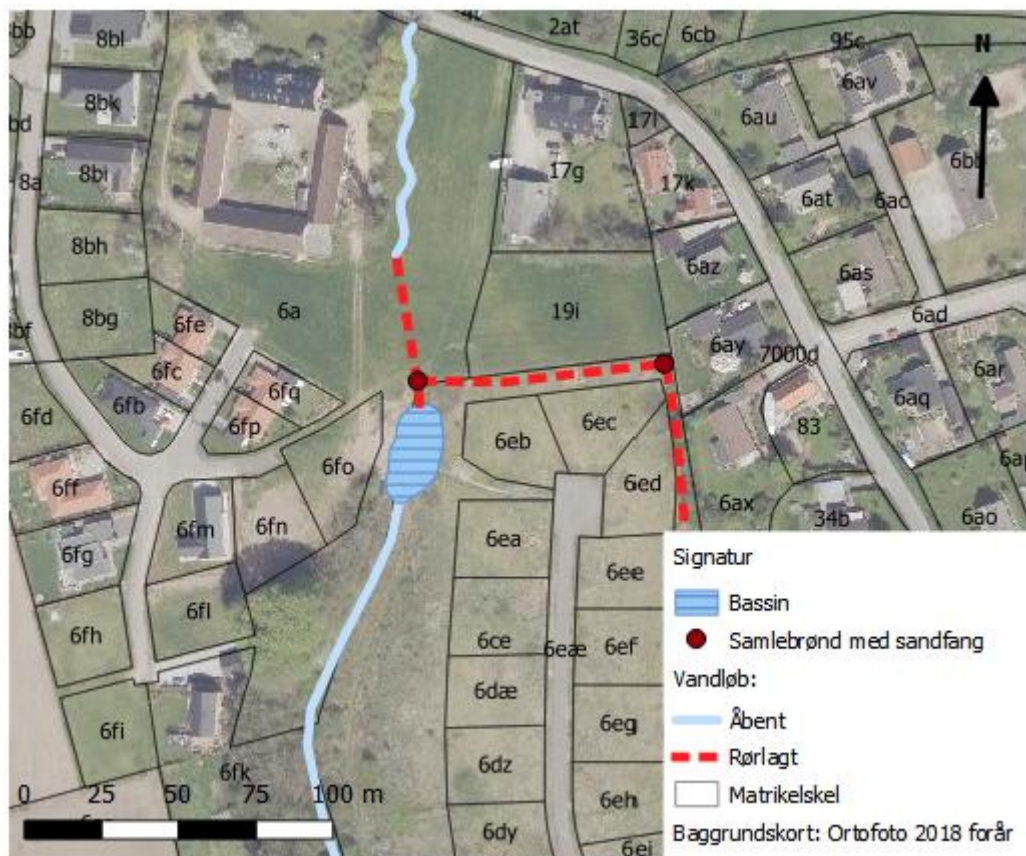 2at
36c
6cb
95c
8bl
6av
N
8bk
6au
17l
6bb
8bi
17g
17k
8a
6at
6ac
8bh
6az
6as
8bg
6fe
6a
19i
6ad
6ay
7000d
6fc
6fq
6ar
6fb
6fd
6fp
6aq
6ec
83
6eb
6fo
6ff
6ed
6fn
6ax
6fm
34b
6ao
6ea
6fg
6ee
6fl
6fh
6ce
6eæ
6ef
6dæ
6eg
6fi
6dz
6fk
6eh
6dy
6ei
Signatur
Bassin
Samlebrønd med sandfang
Vandløb:
Åbent
Rørlagt
Matrikelskel
Baggrundskort: Ortofoto 2018 forår
0 25 50 75 100 m